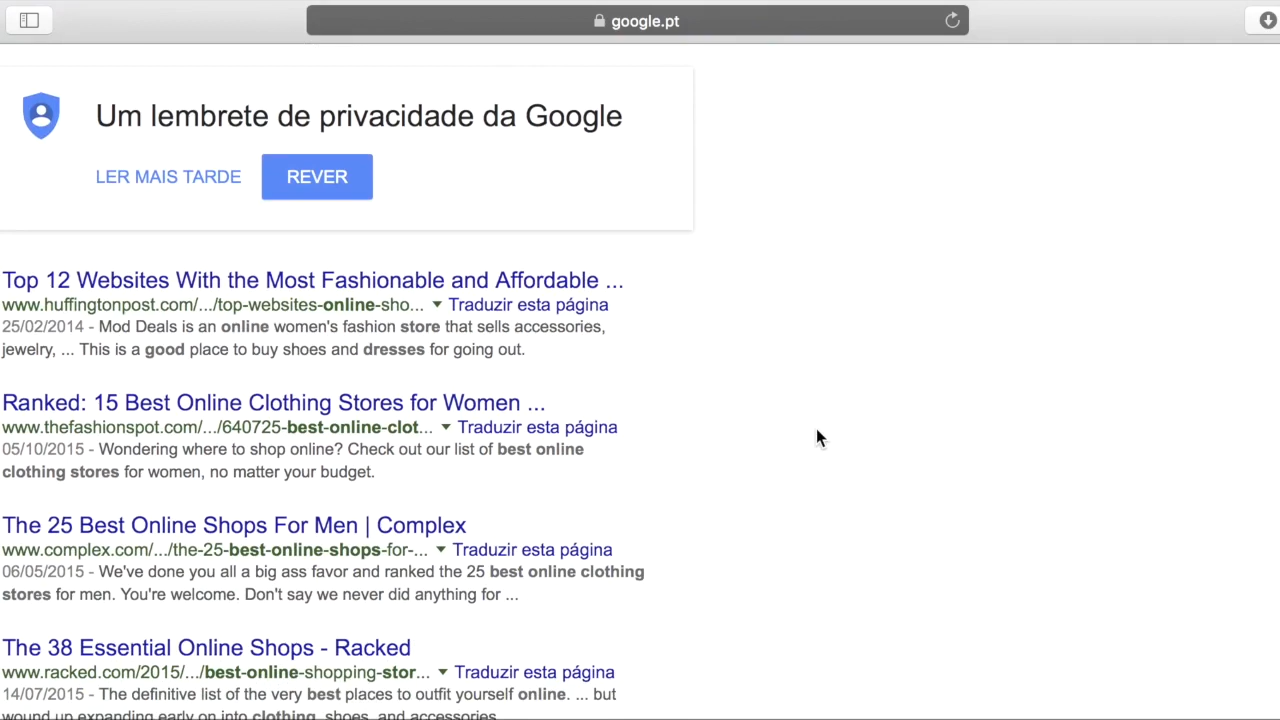 google.pt
Um lembrete de privacidade da Google
LER MAIS TARDE REVER
Top 12 Websites With the Most Fashionable and Affordable ...
www.huffingtonpost.com/.../top-websites-online-sho... Traduzir esta página
25/02/2014 - Mod Deals is an online women's fashion store that sells accessories,
jewelry, ... This is a good place to buy shoes and dresses for going out.
Ranked: 15 Best Online Clothing Stores for Women ...
www.thefashionspot.com/.../640725-best-online-clot... Traduzir esta página
05/10/2015 - Wondering where to shop online? Check out our list of best online
clothing stores for women, no matter your budget.
The 25 Best Online Shops For Men | Complex
www.complex.com/.../the-25-best-online-shops-for-... Traduzir esta página
06/05/2015 - We've done you all a big ass favor and ranked the 25 best online clothing
stores for men. You're welcome. Don't say we never did anything for ...
The 38 Essential Online Shops - Racked
www.racked.com/2015/.../best-online-shopping-stor... Traduzir esta página
14/07/2015 - The definitive list of the very best places to outfit yourself online. ... but
wound up expanding early on into clothing, shoes, and accessories.